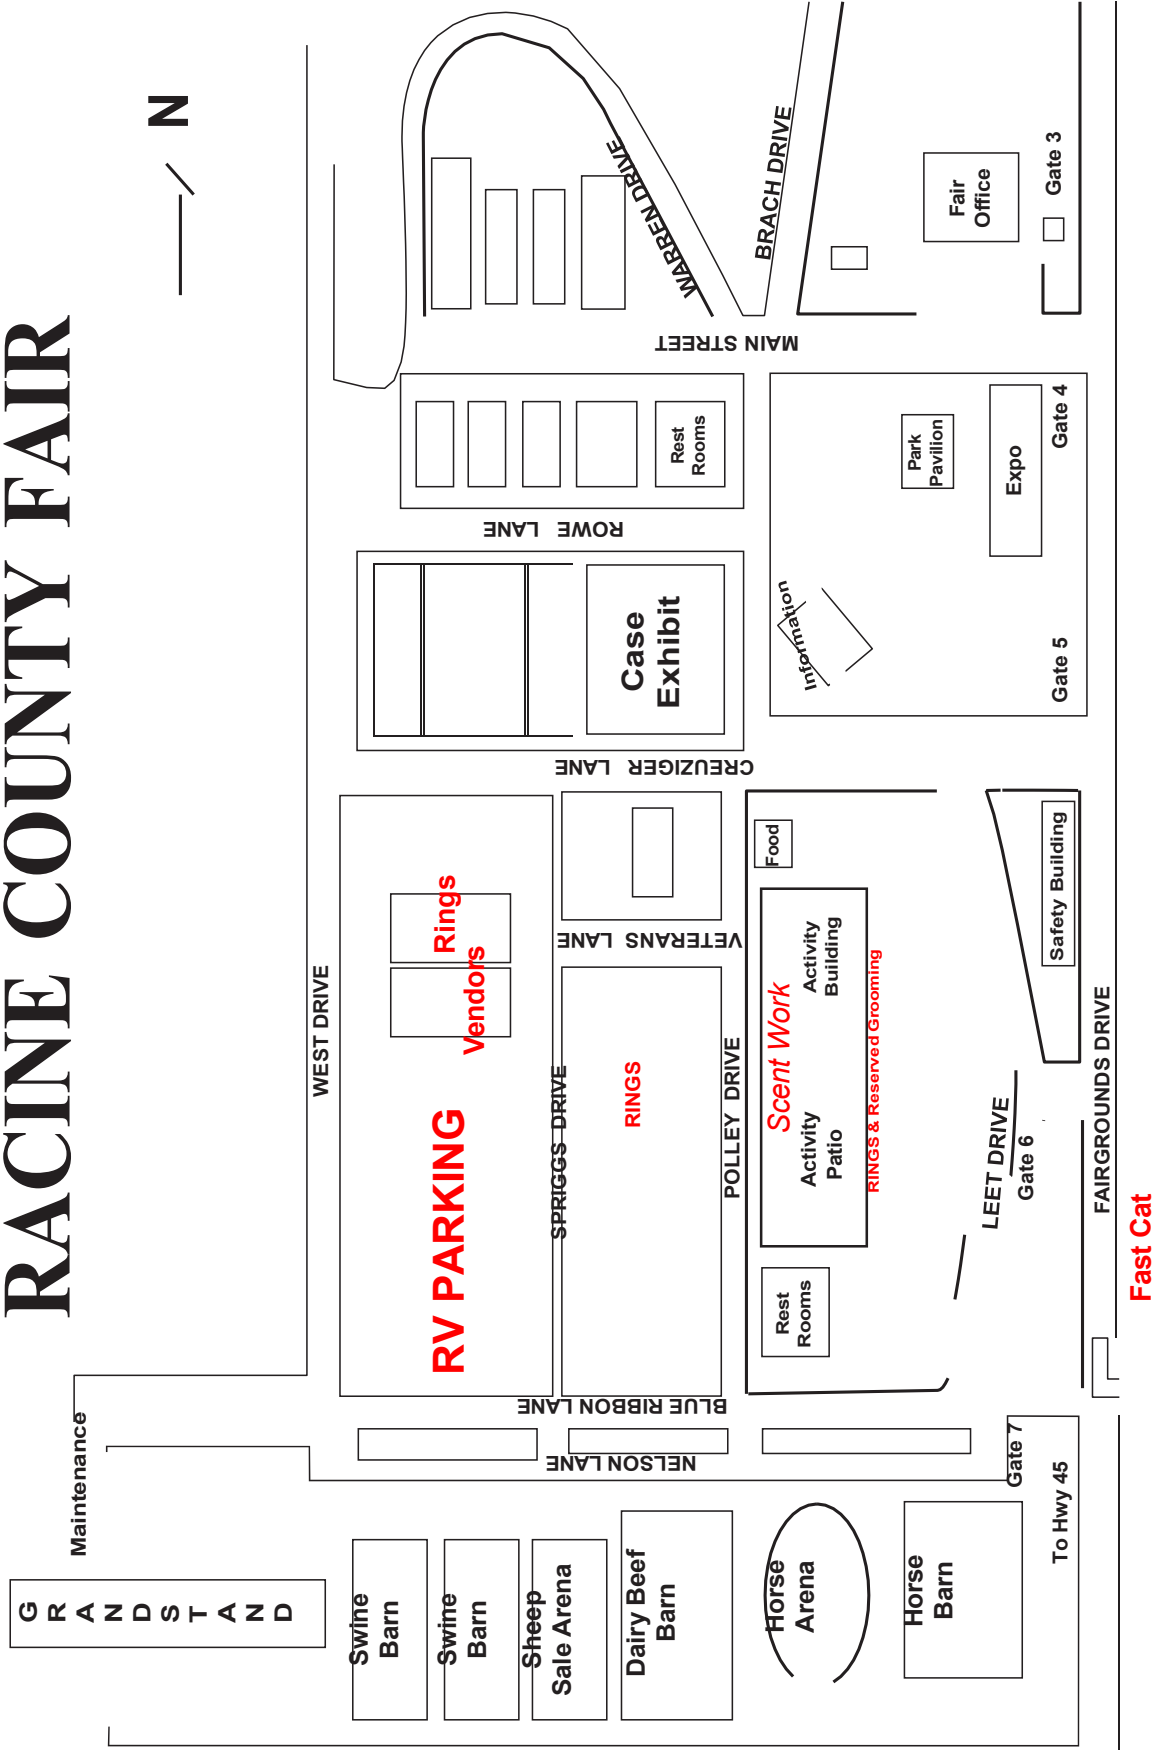 RACINE COUNTY FAIR
N
Maintenance
GRANDSTAND
WEST DRIVE
Swine
Barn
Swine
Barn
Sheep
Sale Arena
Dairy Beef
Barn
Horse
Arena
Horse
Barn
NELSON LANE
BLUE RIBBON LANE
Gate 7
To Hwy 45
RV PARKING
Rings
Vendors
SPRIGGS DRIVE
RINGS
VETERANS LANE
CREUZIGER LANE
POLLEY DRIVE
Rest
Rooms
Food
Scent Work
Activity
Patio
Activity
Building
RINGS & Reserved Grooming
LEET DRIVE
Gate 6
Safety Building
FAIRGROUNDS DRIVE
Fast Cat
Case
Exhibit
ROWE LANE
Rest
Rooms
MAIN STREET
WARREN DRIVE
BRACH DRIVE
Information
Park
Pavilion
Expo
Gate 5
Gate 4
Fair
Office
Gate 3